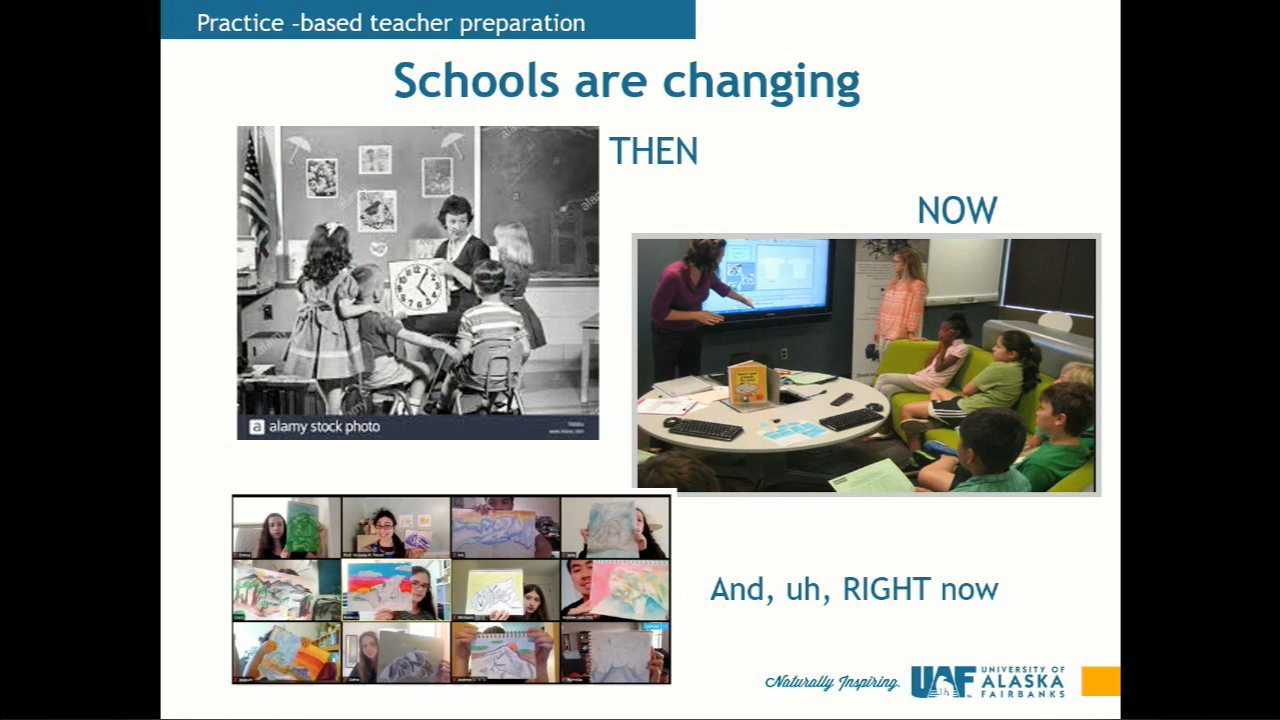 Practice –based teacher preparation
Schools are changing
THEN
NOW
alamy stock photo
And, uh, RIGHT now
Naturally Inspiring.
UAF
UNIVERSITY OF
ALASKA
FAIRBANKS